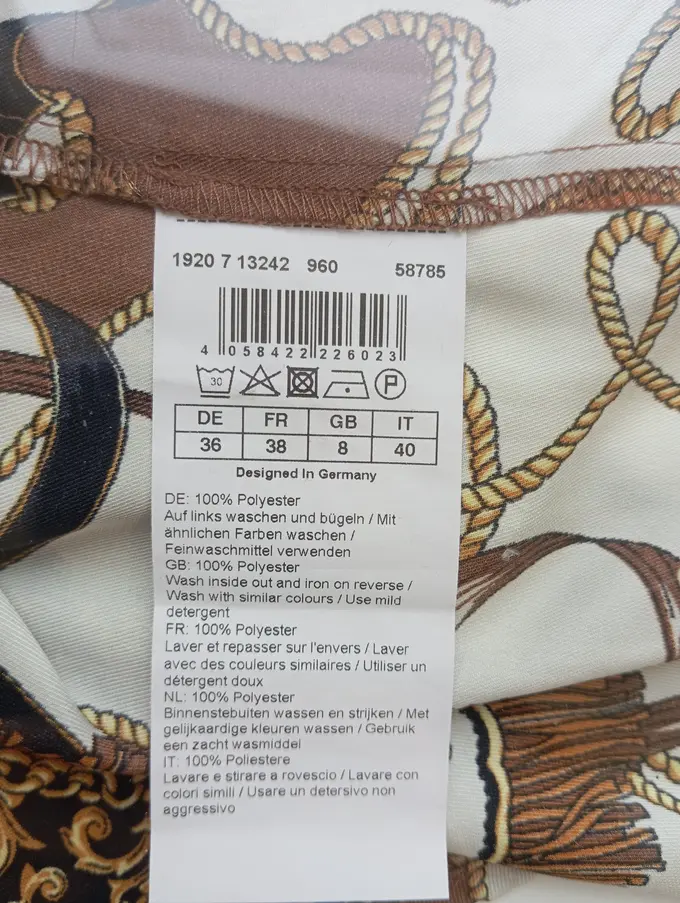 1920 7 13242 960 58785
4 058422 226023
30 P
DE FR GB IT
36 38 8 40
Designed In Germany
DE: 100% Polyester
Auf links waschen und bügeln / Mit
ähnlichen Farben waschen /
Feinwaschmittel verwenden
GB: 100% Polyester
Wash inside out and iron on reverse /
Wash with similar colours / Use mild
detergent
FR: 100% Polyester
Laver et repasser sur l'envers / Laver
avec des couleurs similaires / Utiliser un
détergent doux
NL: 100% Polyester
Binnenstebuiten wassen en strijken / Met
gelijkaardige kleuren wassen / Gebruik
een zacht wasmiddel
IT: 100% Poliestere
Lavare e stirare a rovescio / Lavare con
colori simili / Usare un detersivo non
aggressivo